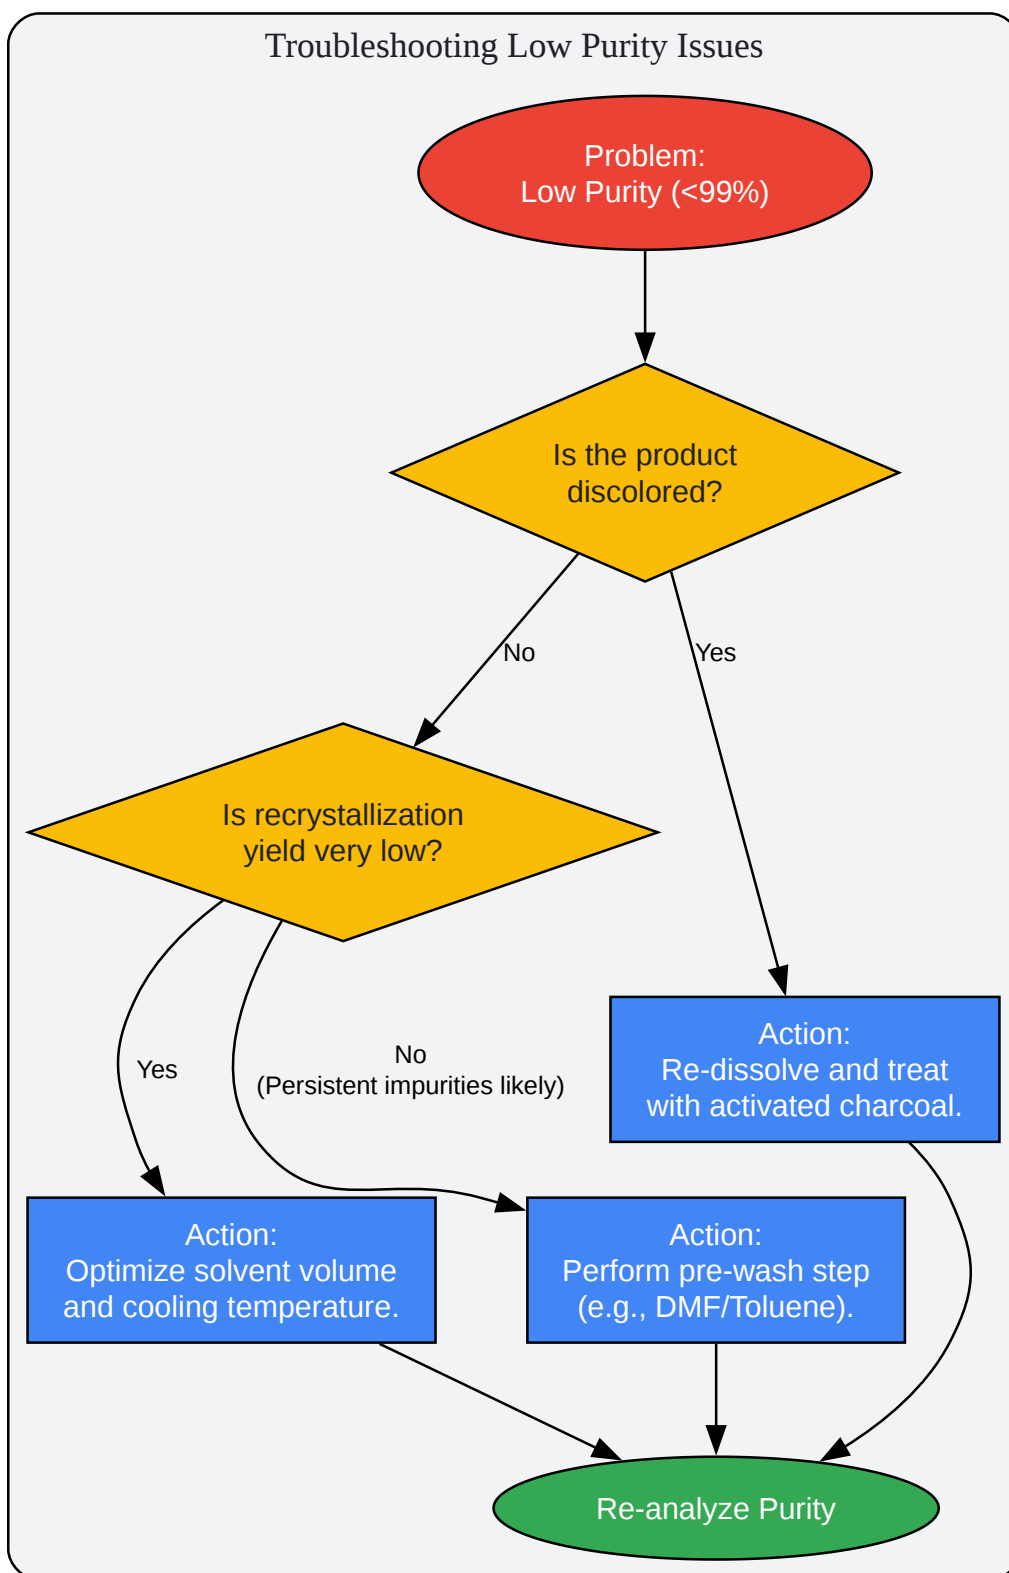 Troubleshooting Low Purity Issues
Problem:
Low Purity (<99%)
Is the product
discolored?
No
Yes
Is recrystallization
yield very low?
Yes
No
(Persistent impurities likely)
Action:
Re-dissolve and treat
with activated charcoal.
Action:
Optimize solvent volume
and cooling temperature.
Action:
Perform pre-wash step
(e.g., DMF/Toluene).
Re-analyze Purity